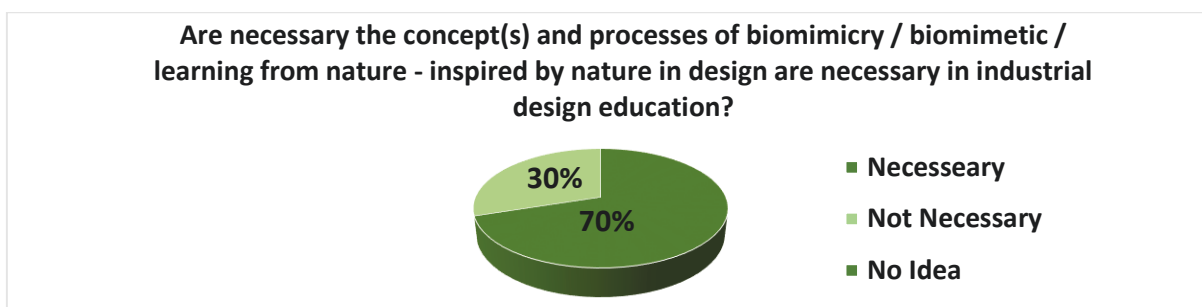 Are necessary the concept(s) and processes of biomimicry / biomimetic /
learning from nature - inspired by nature in design are necessary in industrial
design education?
30%
70%
Necesseary
Not Necessary
No Idea